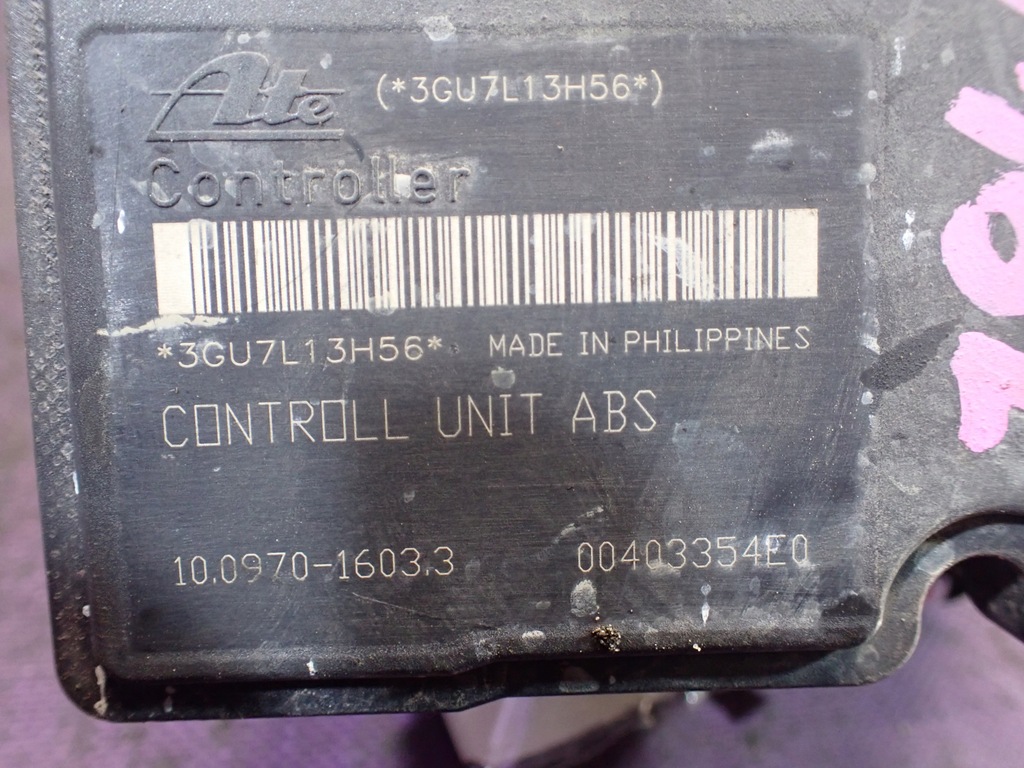 Ate (*3GU7L13H56*)
Controller
*3GU7L13H56* MADE IN PHILIPPINES
CONTROLL UNIT ABS
10.0970-1603.3 00403354E0